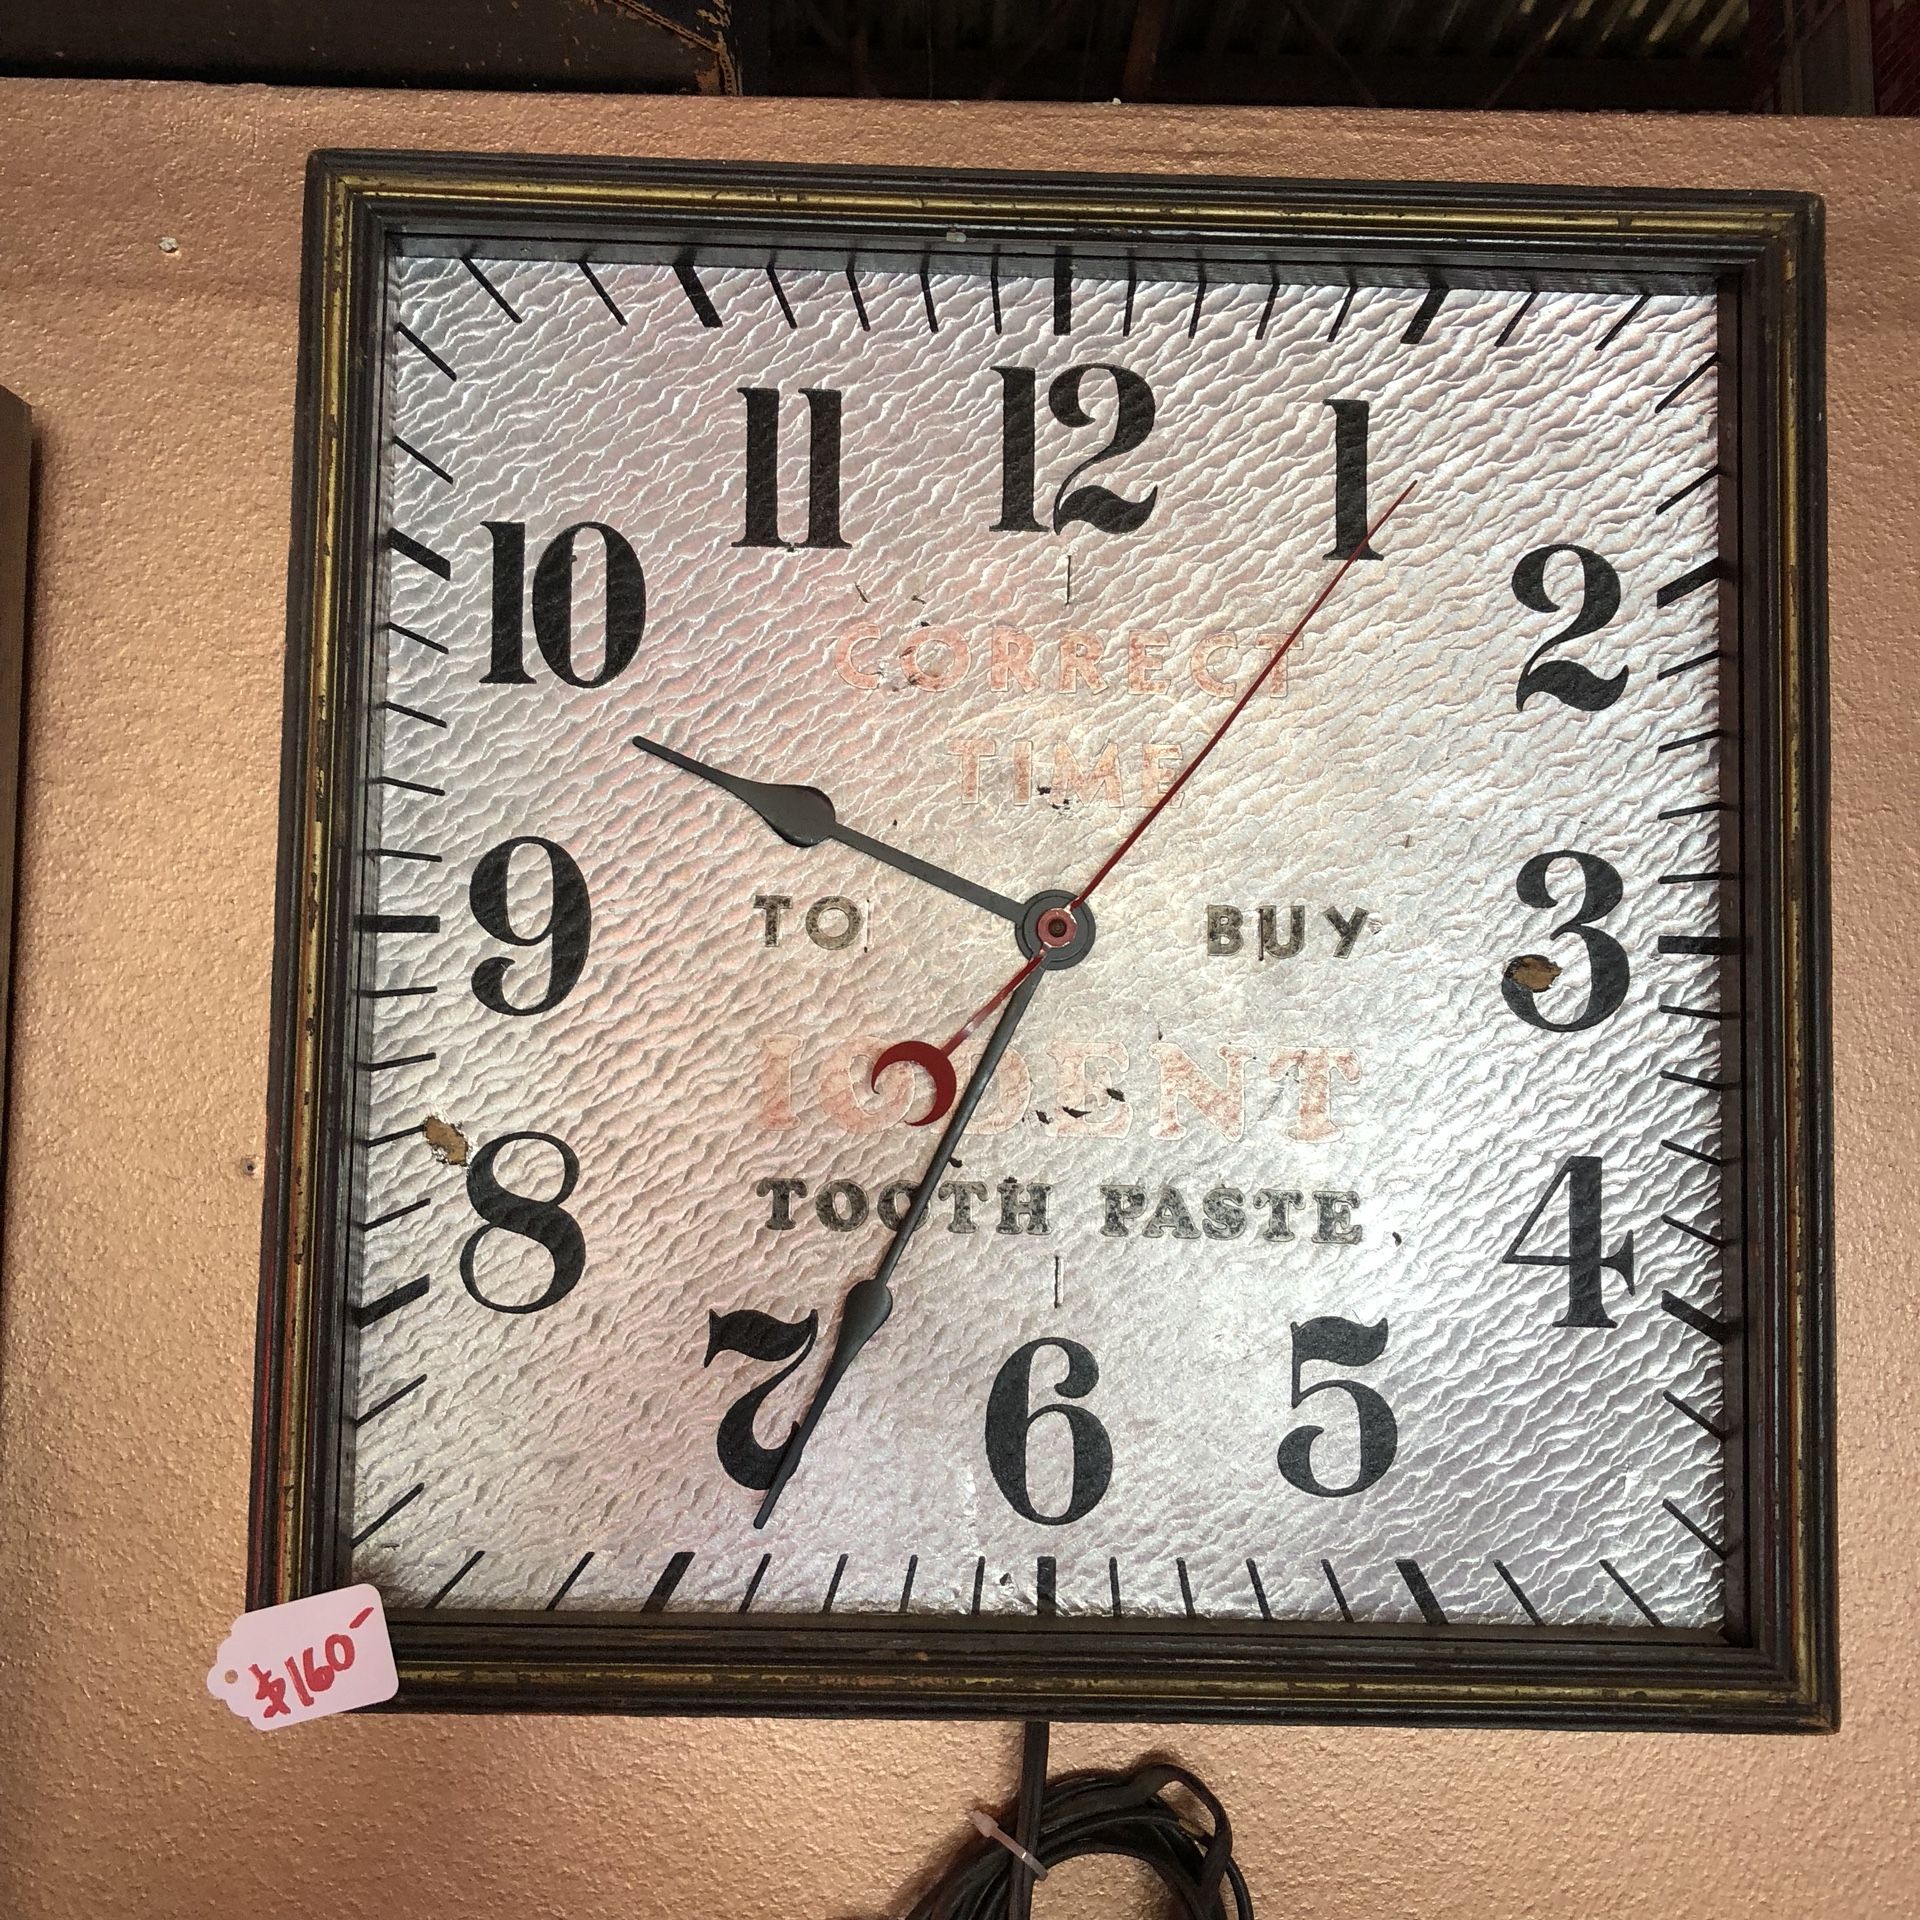 12
11 1
10 2
CORRECT
TIME
9 TO BUY 3
IODENT
8 TOOTH PASTE 4
7 5
6
$160-